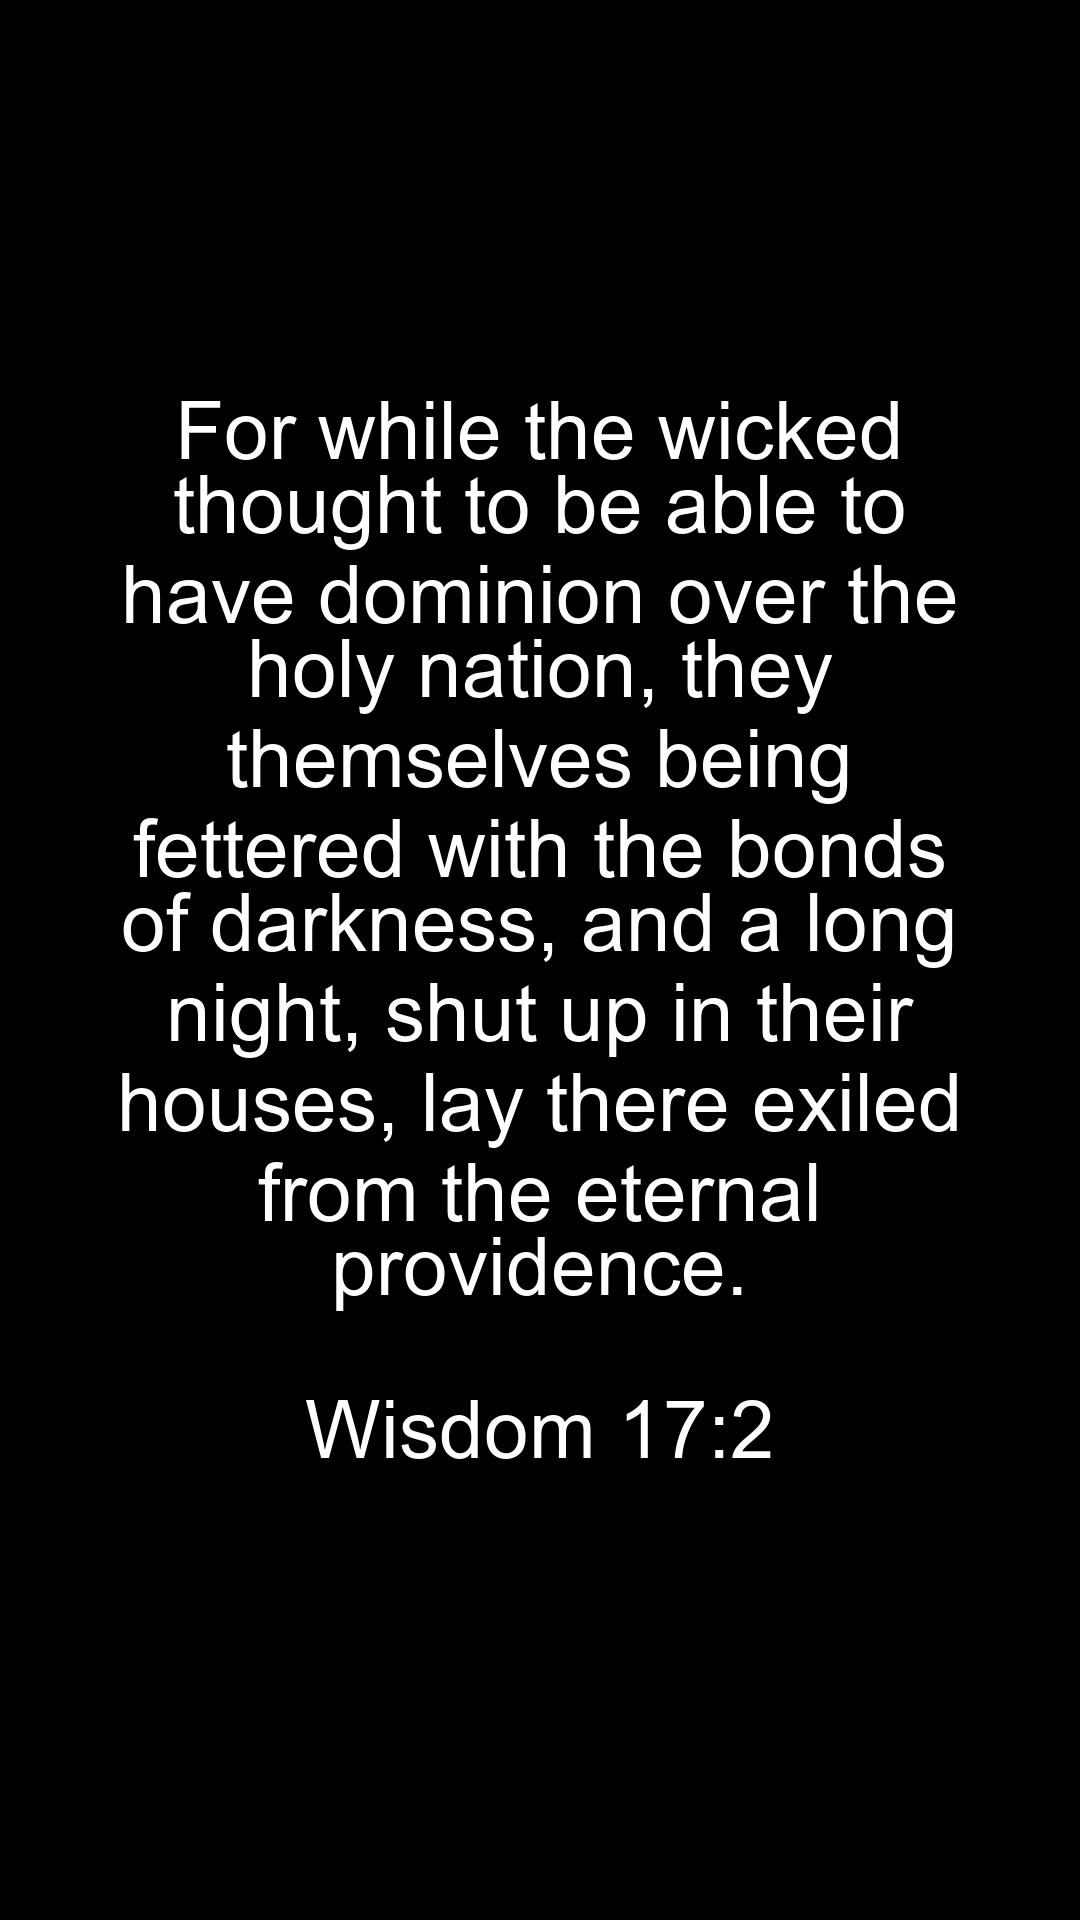 For while the wicked
thought to be able to
have dominion over the
holy nation, they
themselves being
fettered with the bonds
of darkness, and a long
night, shut up in their
houses, lay there exiled
from the eternal
providence.
Wisdom 17:2